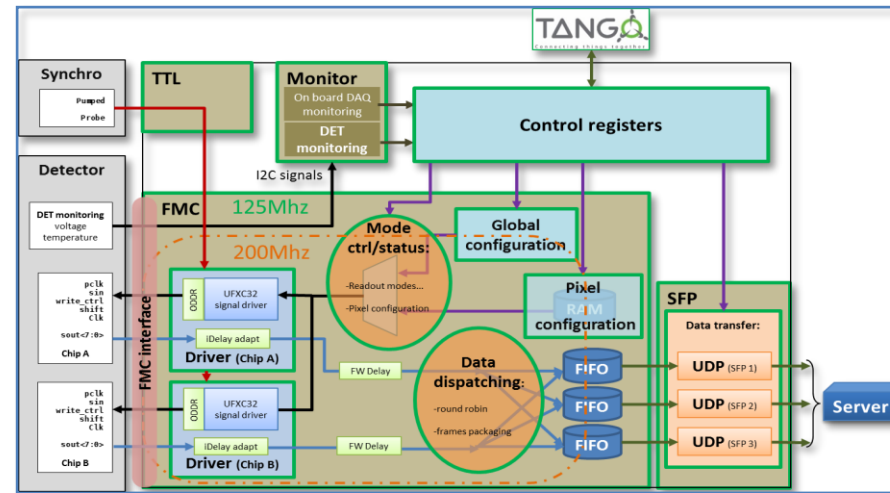 TANGO
Connecting things together
Synchro
Pumped
Probe
TTL
Monitor
On board DAQ
monitoring
DET
monitoring
Control registers
I2C signals
Detector
DET monitoring
voltage
temperature
FMC
125Mhz
200Mhz
Mode
ctrl/status:
-Readout modes...
-Pixel configuration
Global
configuration
Pixel
RAM
configuration
FMC interface
pclk
sin
write_ctrl
shift
Clk
sout<7:0>
Chip A
ODDR
UFXC32
signal driver
iDelay adapt
Driver (Chip A)
FW Delay
pclk
sin
write_ctrl
shift
Clk
sout<7:0>
Chip B
ODDR
UFXC32
signal driver
iDelay adapt
Driver (Chip B)
FW Delay
Data
dispatching:
-round robin
-frames packaging
FIFO
FIFO
FIFO
SFP
Data transfer:
UDP (SFP 1)
UDP (SFP 2)
UDP (SFP 3)
Server